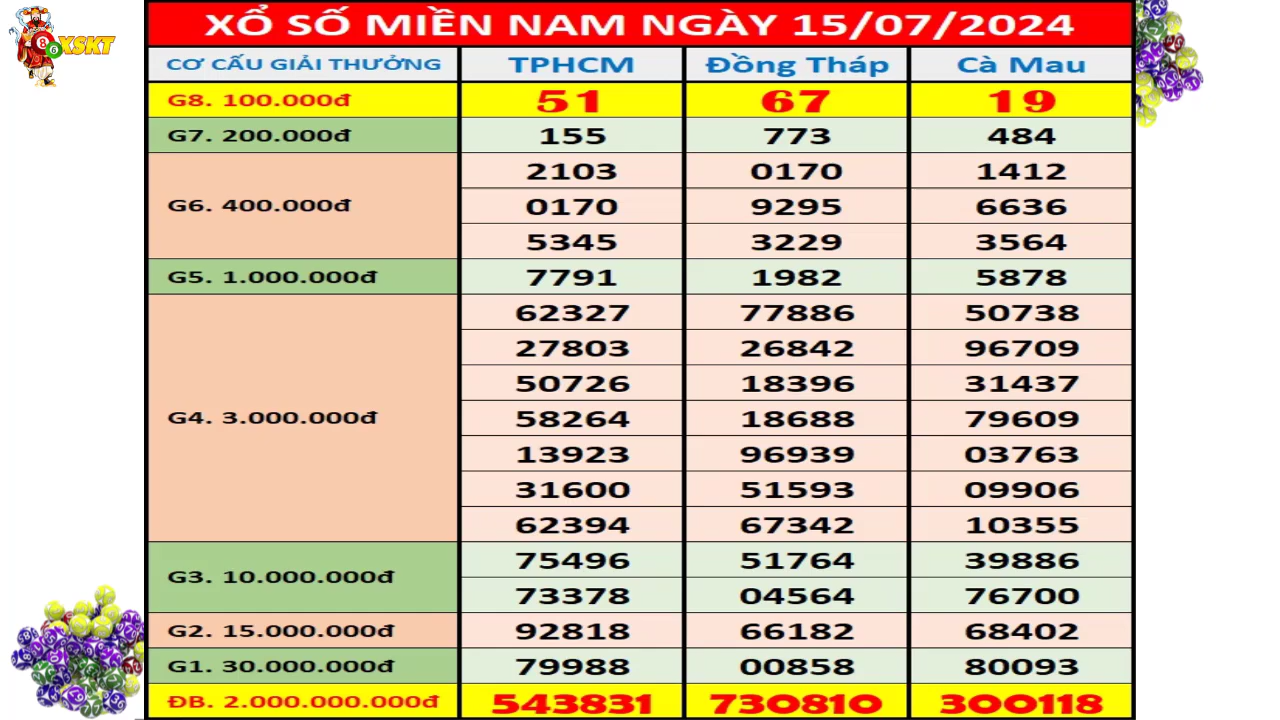 XSKT
86
XỔ SỐ MIỀN NAM NGÀY 15/07/2024
CƠ CẤU GIẢI THƯỞNG TPHCM Đồng Tháp Cà Mau
G8. 100.000đ 51 67 19
G7. 200.000đ 155 773 484
G6. 400.000đ
2103 0170 1412
0170 9295 6636
5345 3229 3564
G5. 1.000.000đ 7791 1982 5878
G4. 3.000.000đ
62327 77886 50738
27803 26842 96709
50726 18396 31437
58264 18688 79609
13923 96939 03763
31600 51593 09906
62394 67342 10355
G3. 10.000.000đ
75496 51764 39886
73378 04564 76700
G2. 15.000.000đ 92818 66182 68402
G1. 30.000.000đ 79988 00858 80093
ĐB. 2.000.000.000đ 543831 730810 300118